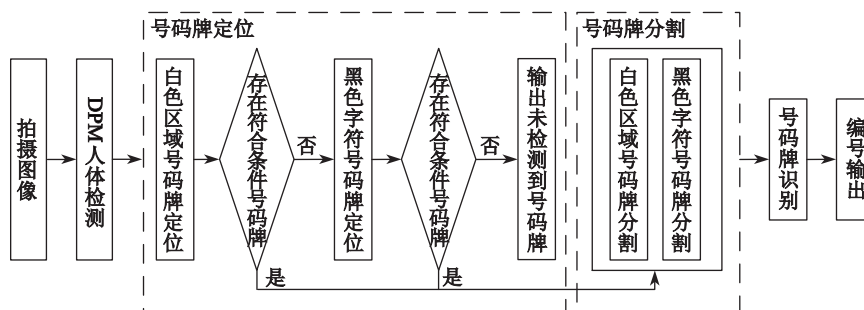 号码牌定位
号码牌分割
拍摄图像
DPM人体检测
白色区域号码牌定位
存在符合条件号码牌
否
黑色字符号码牌定位
存在符合条件号码牌
否
输出未检测到号码牌
白色区域号码牌分割
黑色字符号码牌分割
号码牌识别
编号输出
是
是